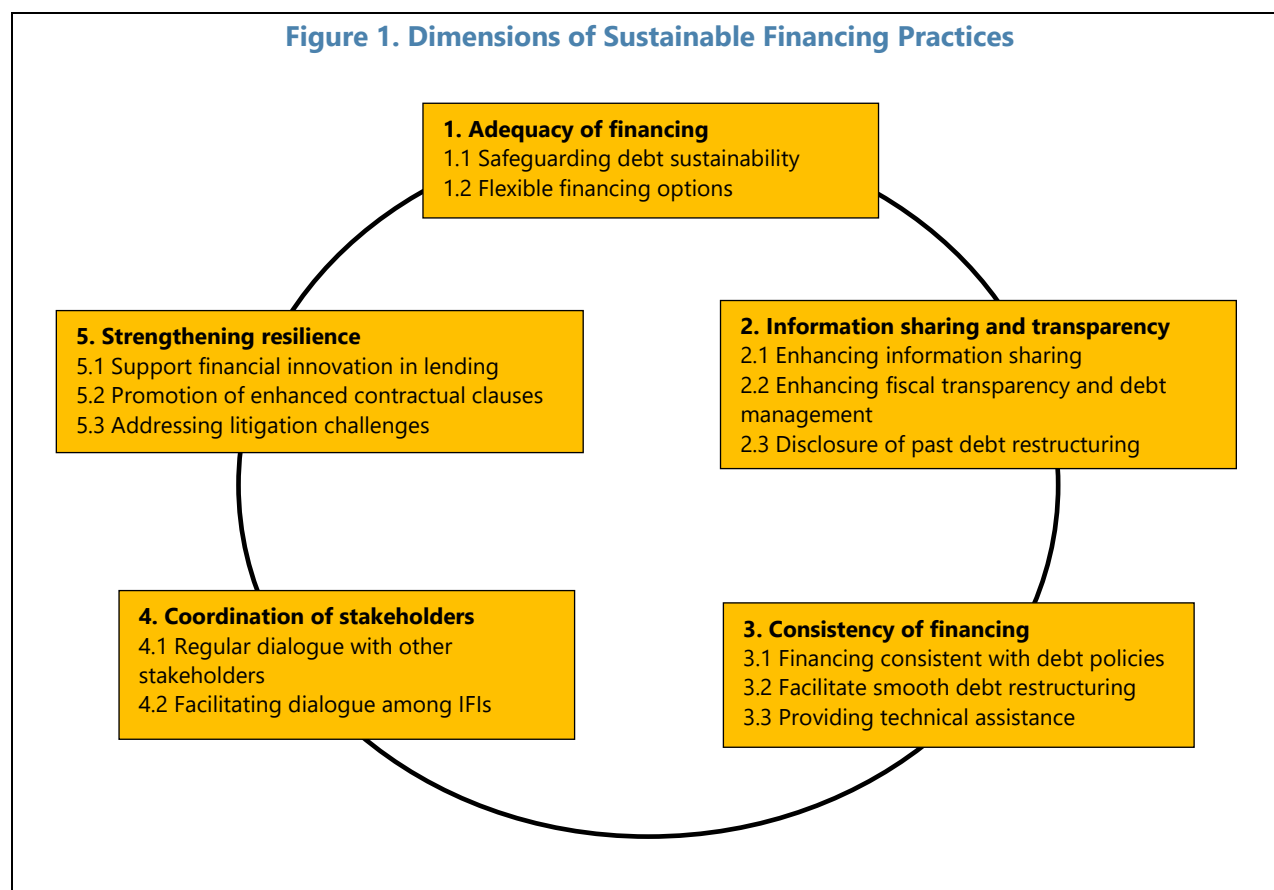 Figure 1. Dimensions of Sustainable Financing Practices
1. Adequacy of financing
1.1 Safeguarding debt sustainability
1.2 Flexible financing options
2. Information sharing and transparency
2.1 Enhancing information sharing
2.2 Enhancing fiscal transparency and debt
management
2.3 Disclosure of past debt restructuring
3. Consistency of financing
3.1 Financing consistent with debt policies
3.2 Facilitate smooth debt restructuring
3.3 Providing technical assistance
4. Coordination of stakeholders
4.1 Regular dialogue with other
stakeholders
4.2 Facilitating dialogue among IFIs
5. Strengthening resilience
5.1 Support financial innovation in lending
5.2 Promotion of enhanced contractual clauses
5.3 Addressing litigation challenges